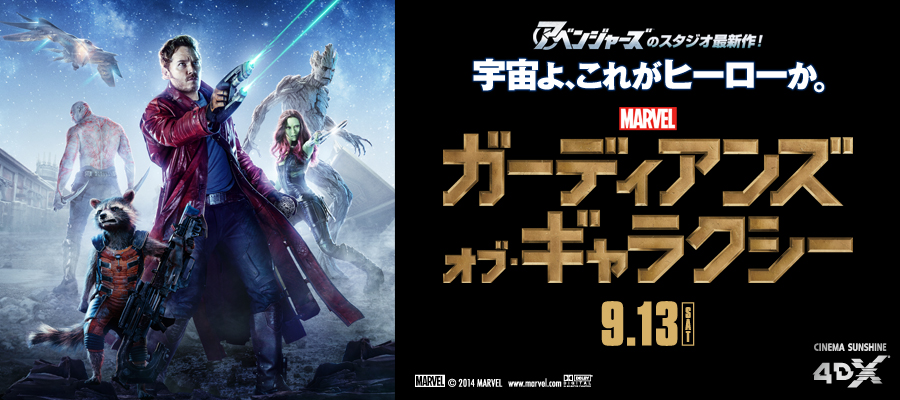 アベンジャーズのスタジオ最新作!
宇宙よ、これがヒーローか。
MARVEL
ガーディアンズ
オブ・ギャラクシー
9.13 SAT
CINEMA SUNSHINE
4DX
MARVEL © 2014 MARVEL www.marvel.com DOLBY DIGITAL